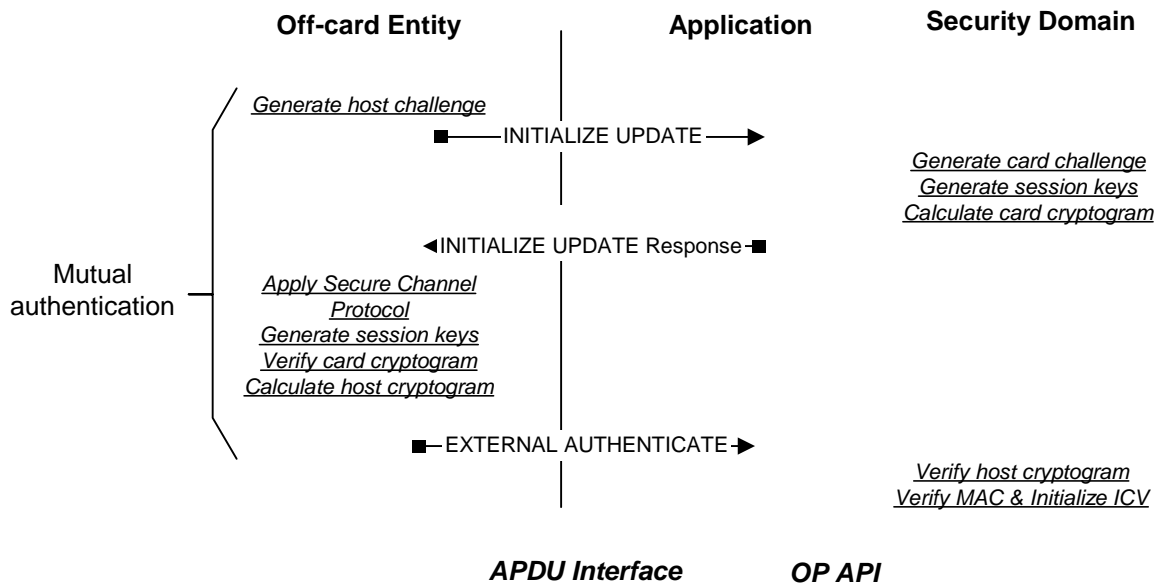 Off-card Entity
Application
Security Domain
Generate host challenge
INITIALIZE UPDATE
Generate card challenge
Generate session keys
Calculate card cryptogram
INITIALIZE UPDATE Response
Mutual
authentication
Apply Secure Channel
Protocol
Generate session keys
Verify card cryptogram
Calculate host cryptogram
EXTERNAL AUTHENTICATE
Verify host cryptogram
Verify MAC & Initialize ICV
APDU Interface
OP API